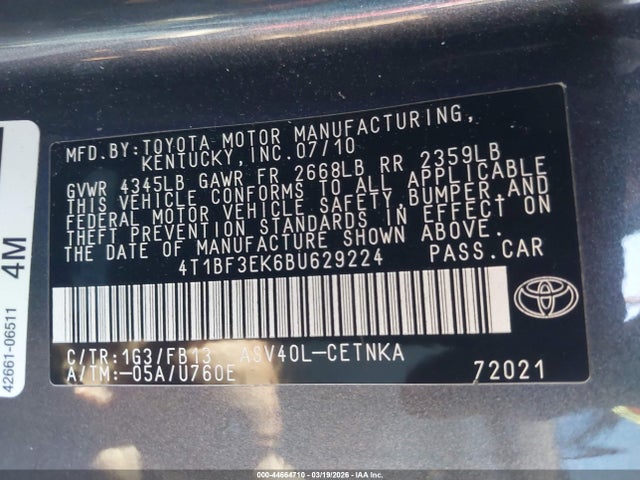 MFD.BY:TOYOTA MOTOR MANUFACTURING,
KENTUCKY,INC.07/10
GVWR 4345LB GAWR FR 2668LB RR 2359LB
THIS VEHICLE CONFORMS TO ALL APPLICABLE
FEDERAL MOTOR VEHICLE SAFETY,BUMPER,AND
THEFT PREVENTION STANDARDS IN EFFECT ON
THE DATE OF MANUFACTURE SHOWN ABOVE.
4T1BF3EK6BU629224 PASS.CAR
C/TR:1G3/FB13 ASV40L-CETNKA
A/TM:-05A/U760E 72021
4M
42661-06511
000-44664710 - 03/19/2026 - IAA Inc.